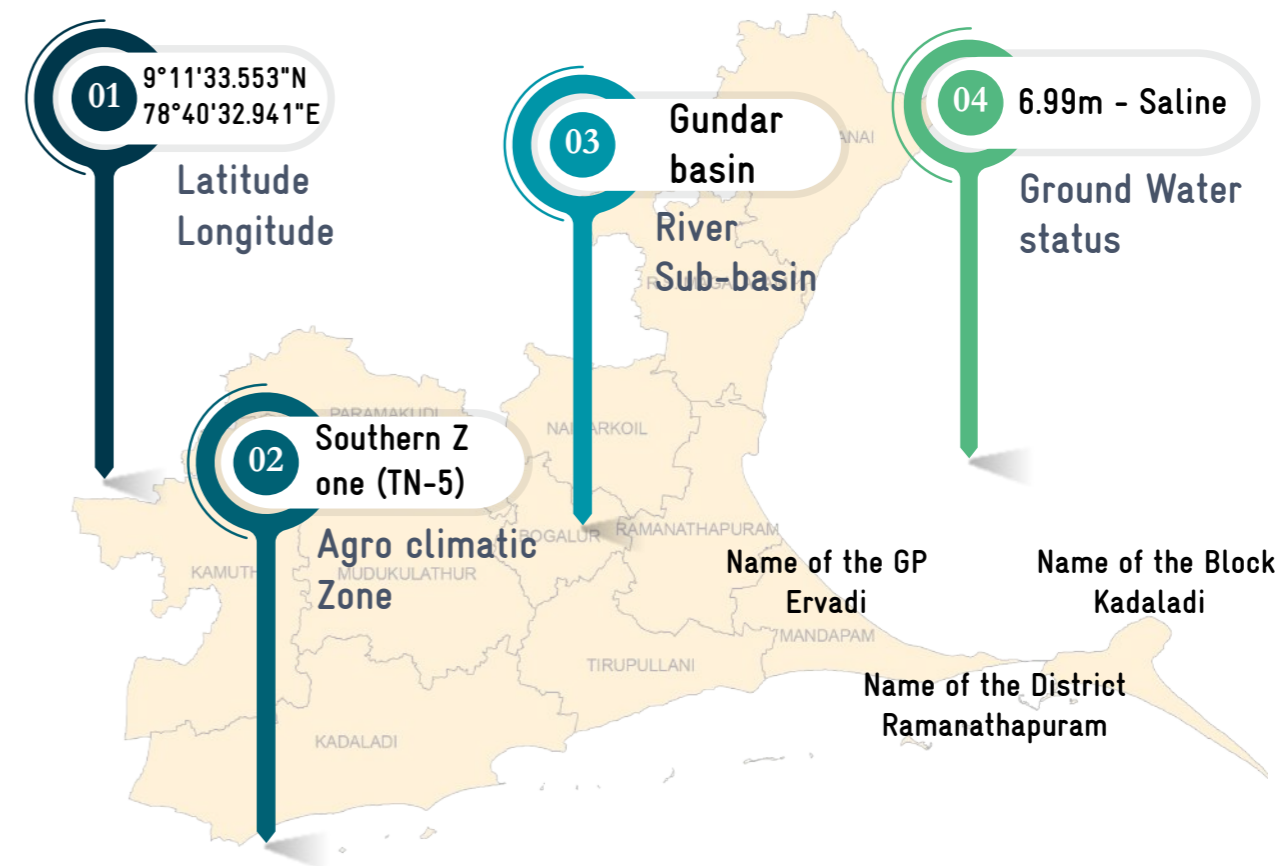 01
9°11'33.553"N
78°40'32.941"E
Latitude
Longitude
02
Southern Z
one (TN-5)
Agro climatic
Zone
03
Gundar
basin
River
Sub-basin
04
6.99m - Saline
Ground Water
status
Name of the GP
Ervadi
Name of the Block
Kadaladi
Name of the District
Ramanathapuram
PARAMAKUDI
BOGALUR
RAMANATHAPURAM
MUDUKULATHUR
MANDAPAM
TIRUPULLANI
KADALADI